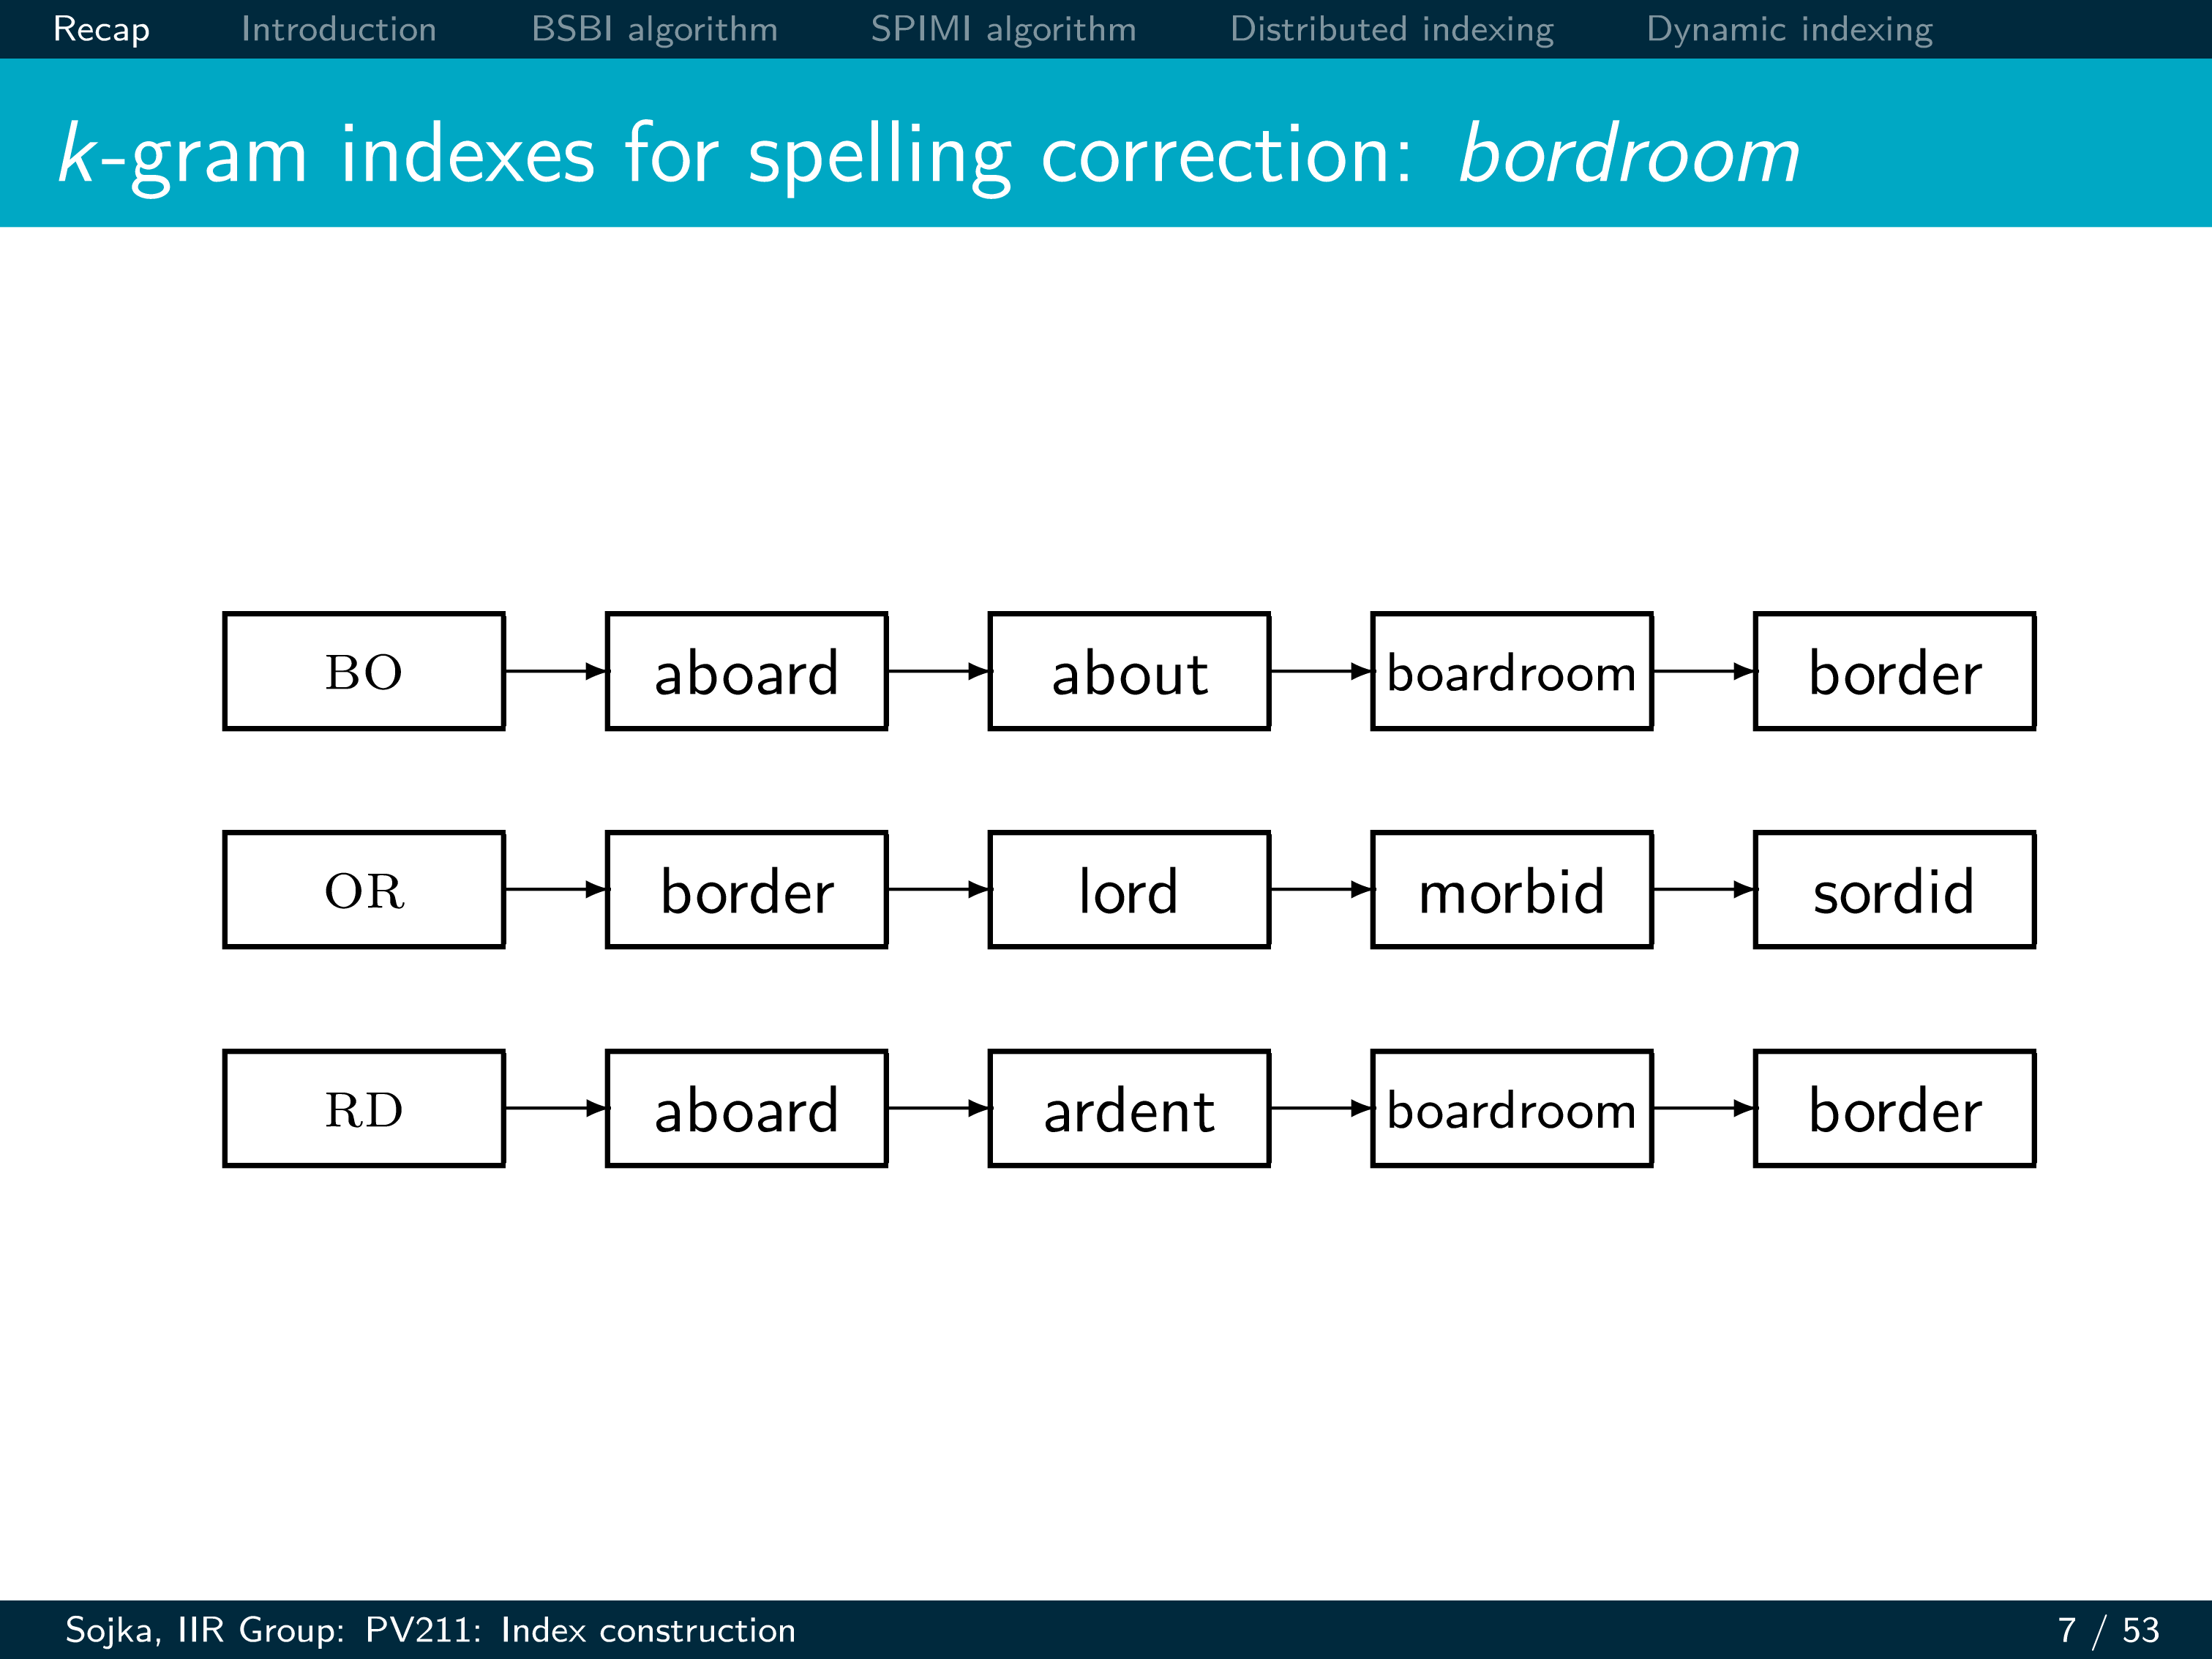 Recap Introduction BSBI algorithm SPIMI algorithm Distributed indexing Dynamic indexing
k-gram indexes for spelling correction: bordroom
BO aboard about boardroom border
OR border lord morbid sordid
RD aboard ardent boardroom border
Sojka, IIR Group: PV211: Index construction 7 / 53